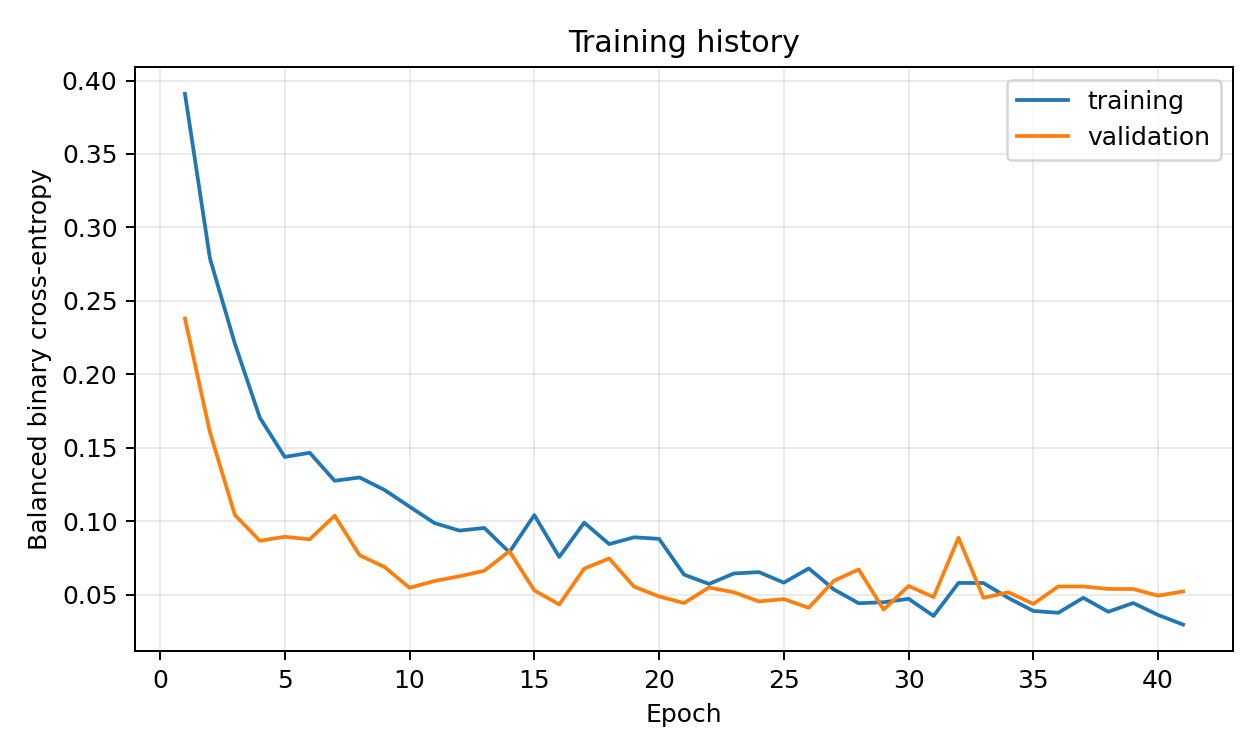 Training history
Balanced binary cross-entropy
0.40
0.35
0.30
0.25
0.20
0.15
0.10
0.05
training
validation
0 5 10 15 20 25 30 35 40
Epoch